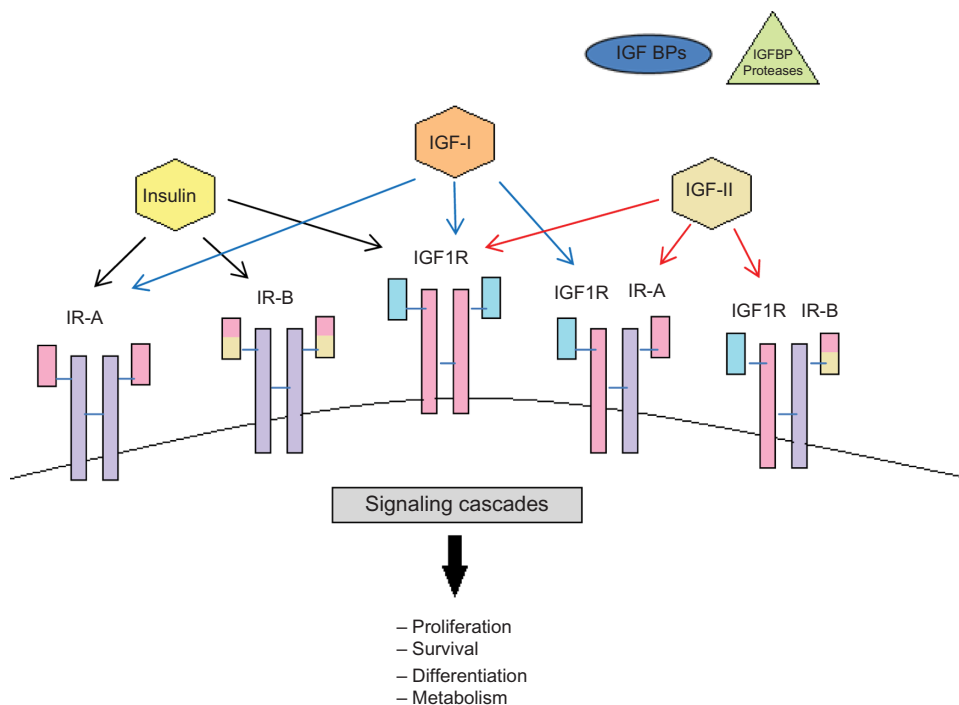 IGF BPs
IGFBP
Proteases
IGF-I
Insulin
IGF-II
IGF1R
IR-A
IR-B
IGF1R
IR-A
IGF1R
IR-B
Signaling cascades
– Proliferation
– Survival
– Differentiation
– Metabolism